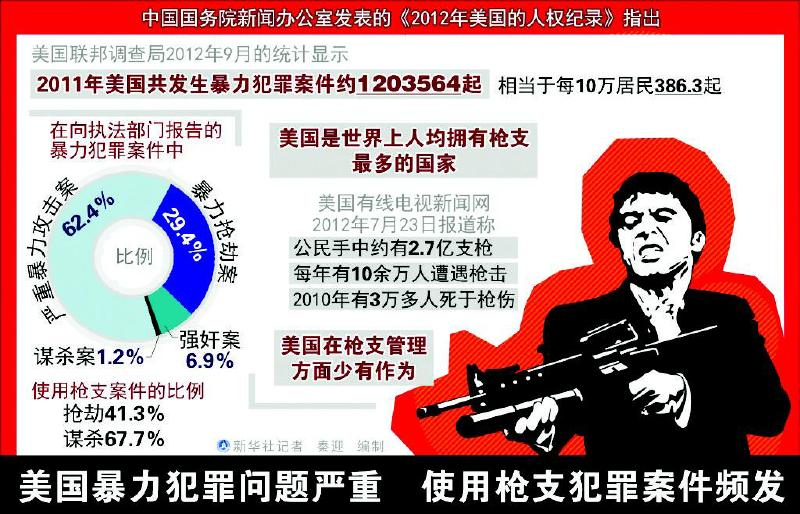 中国国务院新闻办公室发表的《2012年美国的人权纪录》指出
美国联邦调查局2012年9月的统计显示
2011年美国共发生暴力犯罪案件约1203564起
相当于每10万居民386.3起
在向执法部门报告的
暴力犯罪案件中
严重暴力攻击案
62.4%
暴力抢劫案
29.4%
比例
强奸案
6.9%
谋杀案1.2%
使用枪支案件的比例
抢劫41.3%
谋杀67.7%
美国是世界上人均拥有枪支
最多的国家
美国有线电视新闻网
2012年7月23日报道称
公民手中约有2.7亿支枪
每年有10余万人遭遇枪击
2010年有3万多人死于枪伤
美国在枪支管理
方面少有作为
新华社记者 秦迎 编制
美国暴力犯罪问题严重 使用枪支犯罪案件频发